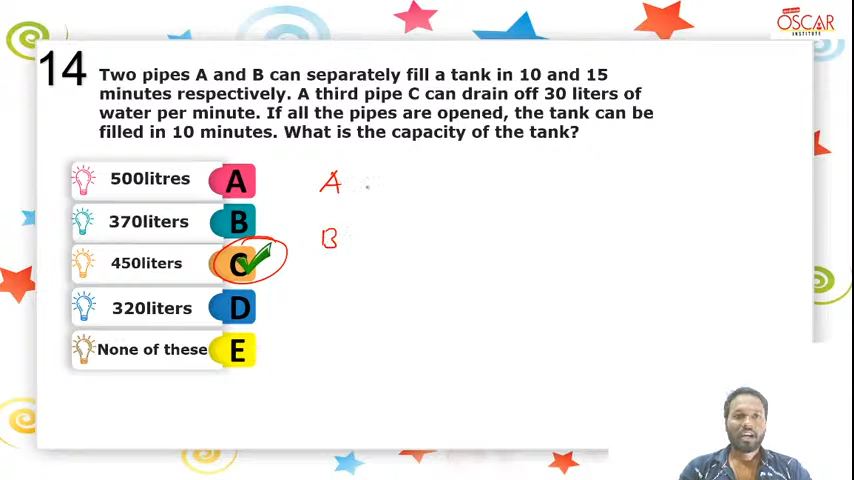 OSCAR
INSTITUTE
14
Two pipes A and B can separately fill a tank in 10 and 15
minutes respectively. A third pipe C can drain off 30 liters of
water per minute. If all the pipes are opened, the tank can be
filled in 10 minutes. What is the capacity of the tank?
500litres A
370liters B
450liters C
320liters D
None of these E
A
B